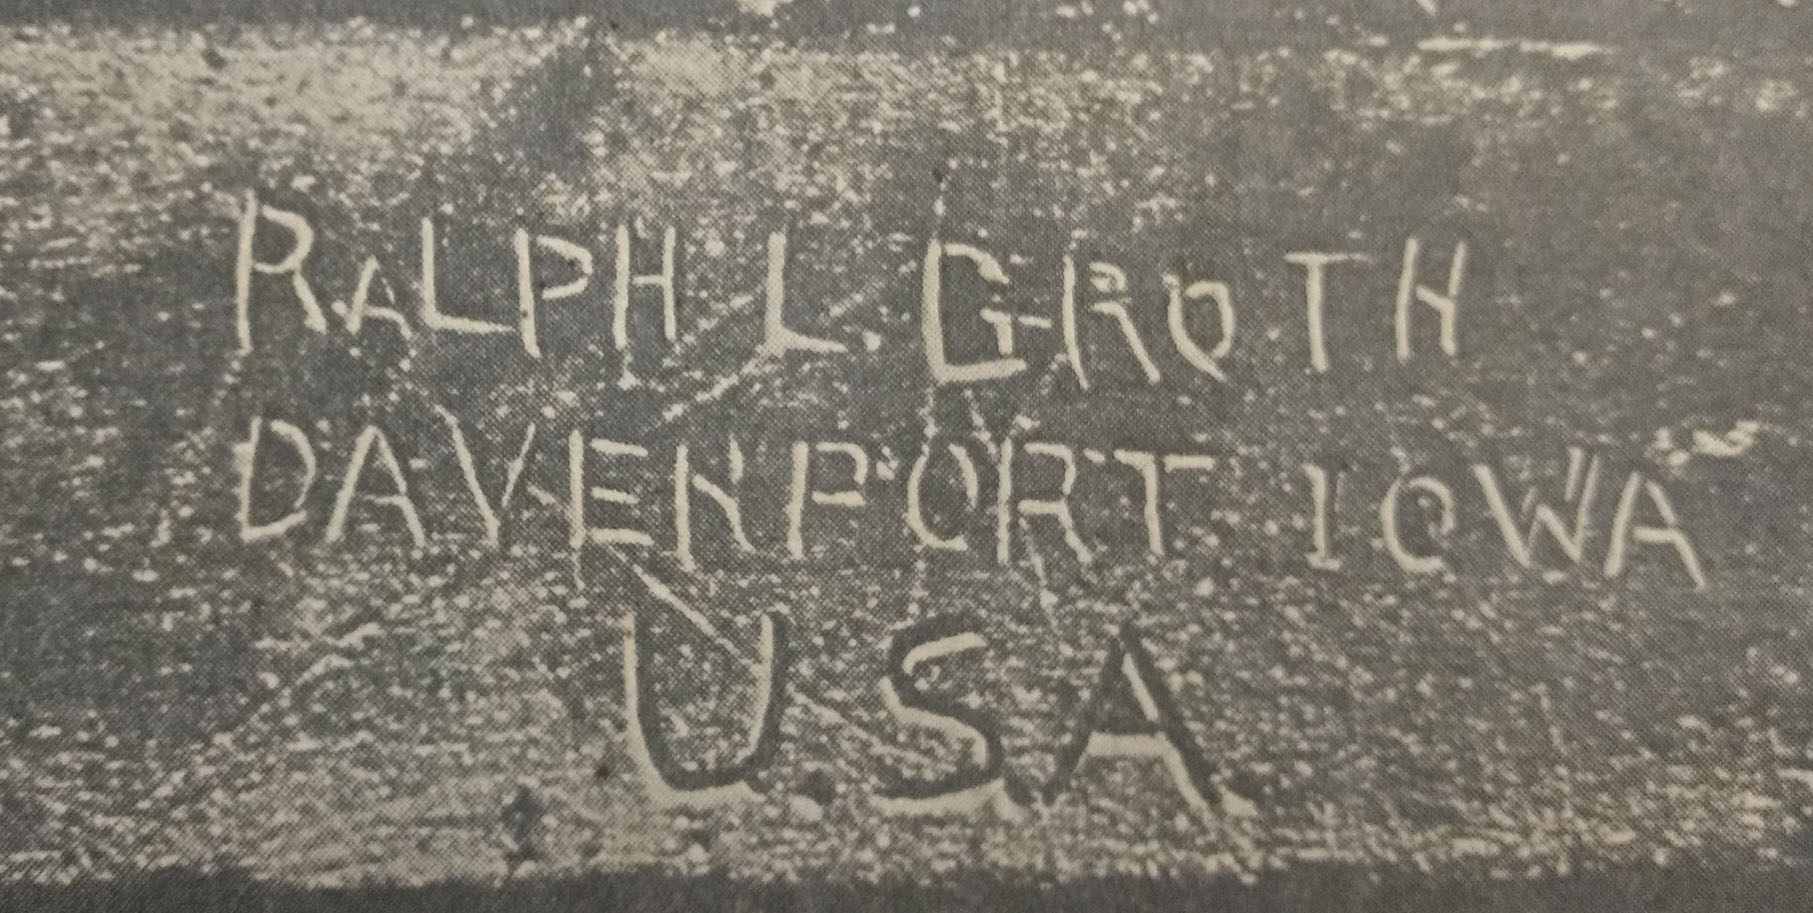 RALPH L. GROTH
DAVENPORT IOWA
U.S.A